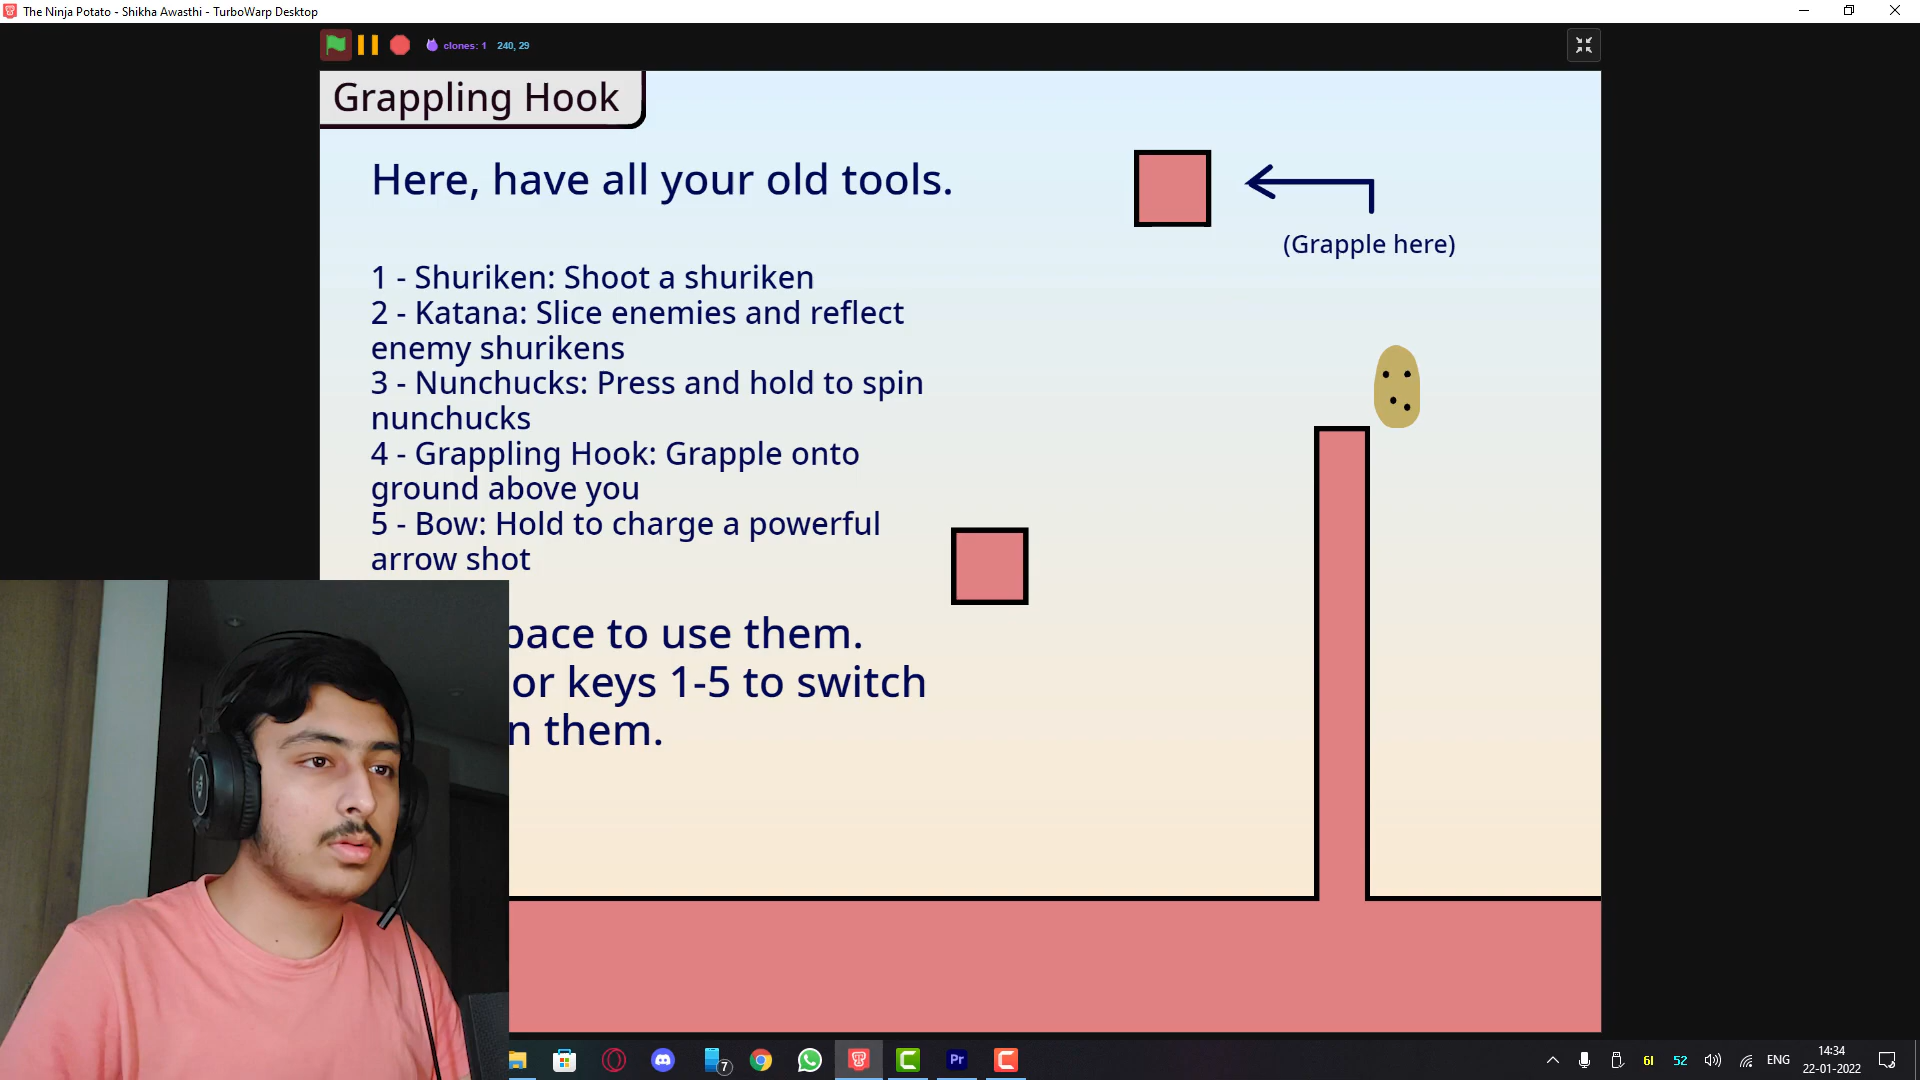 The Ninja Potato - Shikha Awasthi - TurboWarp Desktop
clones: 1 240, 29
Grappling Hook
Here, have all your old tools.
(Grapple here)
1 - Shuriken: Shoot a shuriken
2 - Katana: Slice enemies and reflect
enemy shurikens
3 - Nunchucks: Press and hold to spin
nunchucks
4 - Grappling Hook: Grapple onto
ground above you
5 - Bow: Hold to charge a powerful
arrow shot
pace to use them.
or keys 1-5 to switch
n them.
7
Pr
61 52 ENG
14:34
22-01-2022